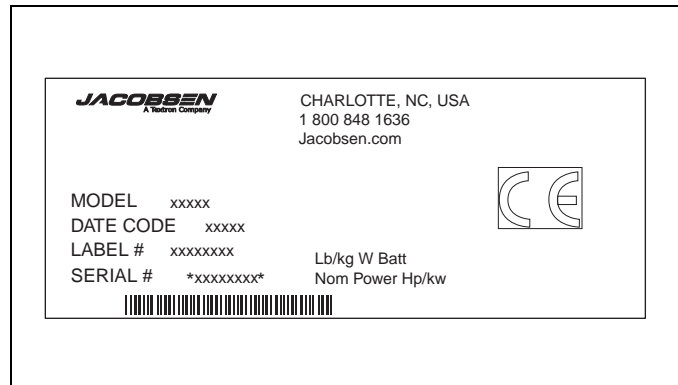 JACOBSEN
A Textron Company
CHARLOTTE, NC, USA
1 800 848 1636
Jacobsen.com
CE
MODEL xxxxx
DATE CODE xxxxx
LABEL # xxxxxxxx
SERIAL # *xxxxxxxx*
Lb/kg W Batt
Nom Power Hp/kw